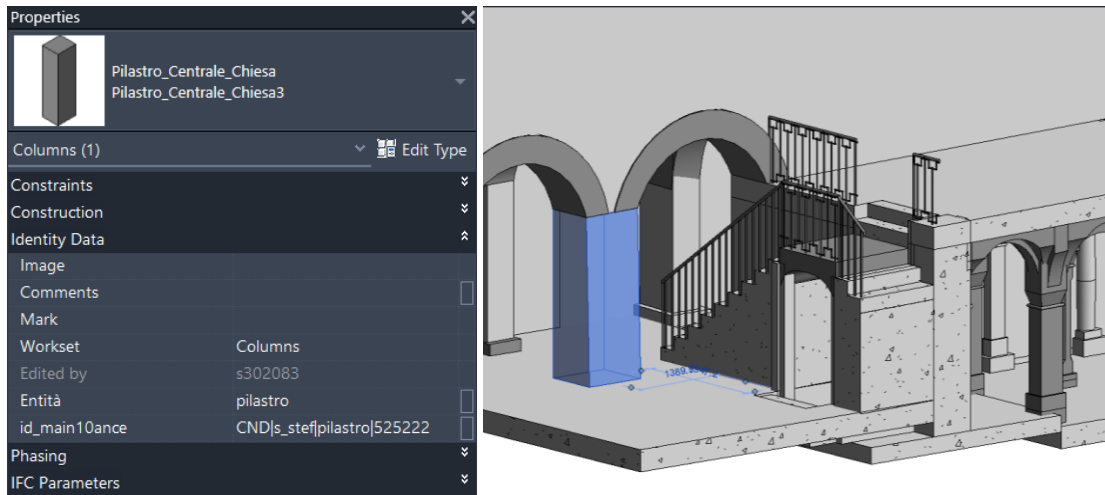 Properties
Pilastro_Centrale_Chiesa
Pilastro_Centrale_Chiesa3
Columns (1)
Edit Type
Constraints
Construction
Identity Data
Image
Comments
Mark
Workset Columns
Edited by s302083
Entità pilastro
id_main10ance CND|s_stef|pilastro|525222
Phasing
IFC Parameters